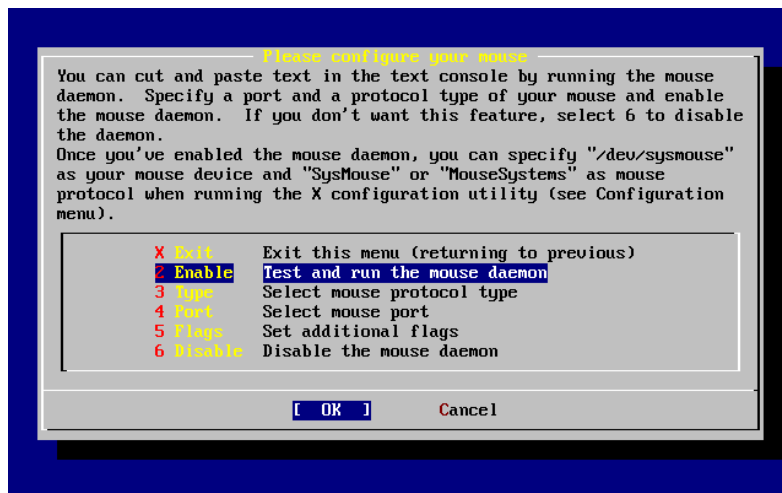 Please configure your mouse
You can cut and paste text in the text console by running the mouse
daemon.  Specify a port and a protocol type of your mouse and enable
the mouse daemon.  If you don't want this feature, select 6 to disable
the daemon.
Once you've enabled the mouse daemon, you can specify "/dev/sysmouse"
as your mouse device and "SysMouse" or "MouseSystems" as mouse
protocol when running the X configuration utility (see Configuration
menu).
X Exit    Exit this menu (returning to previous)
2 Enable  Test and run the mouse daemon
3 Type    Select mouse protocol type
4 Port    Select mouse port
5 Flags   Set additional flags
6 Disable Disable the mouse daemon
[  OK  ]    Cancel